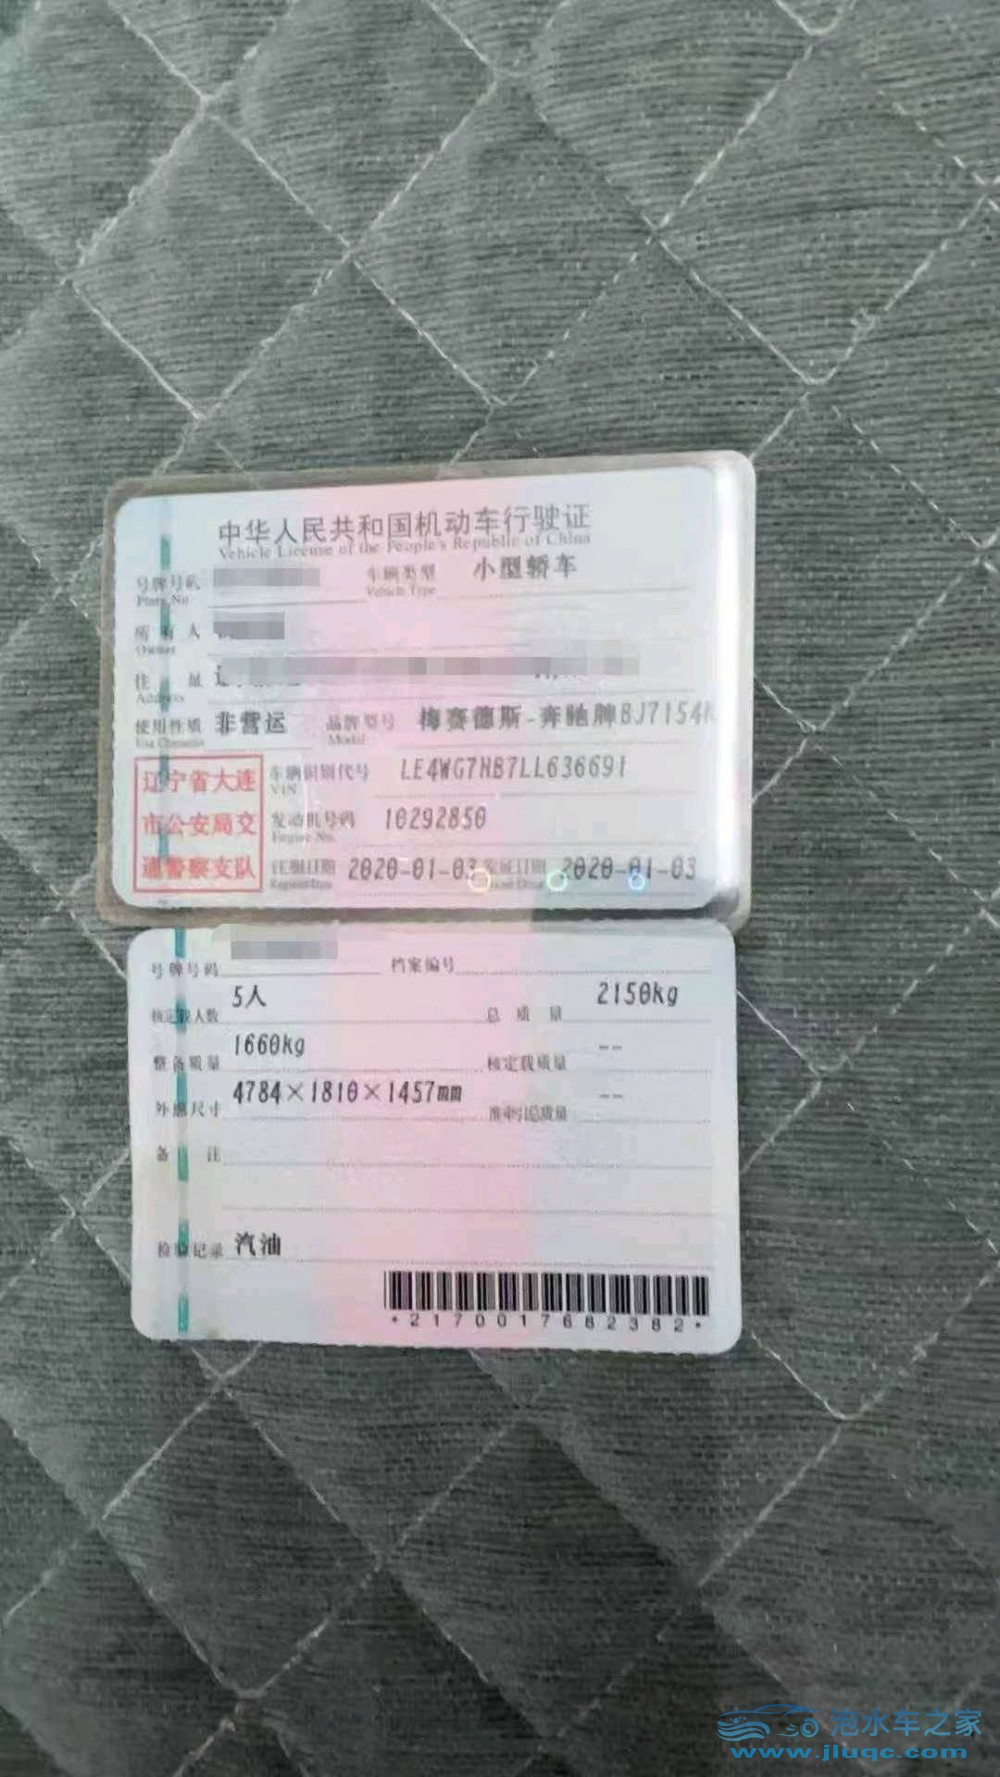 中华人民共和国机动车行驶证
Vehicle License of the People's Republic of China
号牌号码 车辆类型 小型轿车
Plate No. Vehicle Type
所有人
Owner
住址
Address
使用性质 非营运 品牌型号 梅赛德斯-奔驰牌BJ7154
Use Character Model
辽宁省大连 车辆识别代号 LE4WG7HB7LL636691
VIN
市公安局交 发动机号码 10292850
Engine No.
通警察支队 注册日期 2020-01-03 发证日期 2020-01-03
Register Date Issue Date
号牌号码 档案编号
核定载人数 5人 总质量 2150kg
整备质量 1660kg 核定载质量 --
外廓尺寸 4784×1810×1457mm 准牵引总质量 --
备注
检验记录 汽油
*2170017682382*
泡水车之家
www.jluqc.com